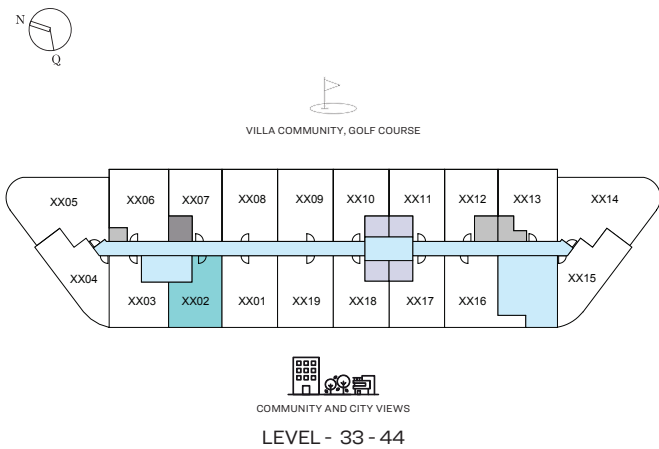 N
Q
VILLA COMMUNITY, GOLF COURSE
XX05 XX06 XX07 XX08 XX09 XX10 XX11 XX12 XX13 XX14
XX04 XX03 XX02 XX01 XX19 XX18 XX17 XX16 XX15
COMMUNITY AND CITY VIEWS
LEVEL - 33 - 44